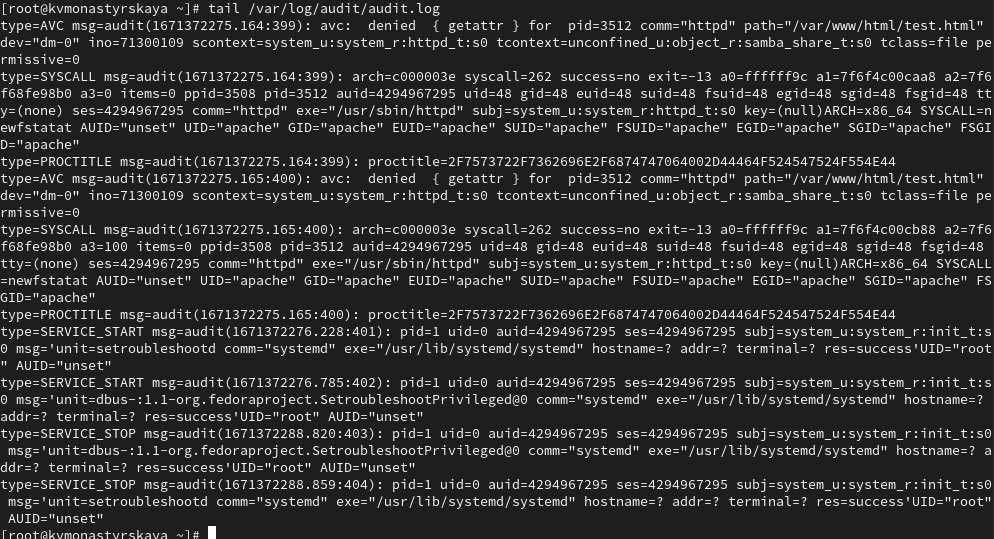 [root@kvmonastyrskaya ~]# tail /var/log/audit/audit.log
type=AVC msg=audit(1671372275.164:399): avc:  denied  { getattr } for  pid=3512 comm="httpd" path="/var/www/html/test.html"
dev="dm-0" ino=71300109 scontext=system_u:system_r:httpd_t:s0 tcontext=unconfined_u:object_r:samba_share_t:s0 tclass=file pe
rmissive=0
type=SYSCALL msg=audit(1671372275.164:399): arch=c000003e syscall=262 success=no exit=-13 a0=ffffff9c a1=7f6f4c00caa8 a2=7f6
f68fe98b0 a3=0 items=0 ppid=3508 pid=3512 auid=4294967295 uid=48 gid=48 euid=48 suid=48 fsuid=48 egid=48 sgid=48 fsgid=48 tt
y=(none) ses=4294967295 comm="httpd" exe="/usr/sbin/httpd" subj=system_u:system_r:httpd_t:s0 key=(null)ARCH=x86_64 SYSCALL=n
ewfstatat AUID="unset" UID="apache" GID="apache" EUID="apache" SUID="apache" FSUID="apache" EGID="apache" SGID="apache" FSGI
D="apache"
type=PROCTITLE msg=audit(1671372275.164:399): proctitle=2F7573722F7362696E2F6874747064002D44464F524547524F554E44
type=AVC msg=audit(1671372275.165:400): avc:  denied  { getattr } for  pid=3512 comm="httpd" path="/var/www/html/test.html"
dev="dm-0" ino=71300109 scontext=system_u:system_r:httpd_t:s0 tcontext=unconfined_u:object_r:samba_share_t:s0 tclass=file pe
rmissive=0
type=SYSCALL msg=audit(1671372275.165:400): arch=c000003e syscall=262 success=no exit=-13 a0=ffffff9c a1=7f6f4c00cb88 a2=7f6
f68fe98b0 a3=100 items=0 ppid=3508 pid=3512 auid=4294967295 uid=48 gid=48 euid=48 suid=48 fsuid=48 egid=48 sgid=48 fsgid=48
tty=(none) ses=4294967295 comm="httpd" exe="/usr/sbin/httpd" subj=system_u:system_r:httpd_t:s0 key=(null)ARCH=x86_64 SYSCALL
=newfstatat AUID="unset" UID="apache" GID="apache" EUID="apache" SUID="apache" FSUID="apache" EGID="apache" SGID="apache" FS
GID="apache"
type=PROCTITLE msg=audit(1671372275.165:400): proctitle=2F7573722F7362696E2F6874747064002D44464F524547524F554E44
type=SERVICE_START msg=audit(1671372276.228:401): pid=1 uid=0 auid=4294967295 ses=4294967295 subj=system_u:system_r:init_t:s
0 msg='unit=setroubleshootd comm="systemd" exe="/usr/lib/systemd/systemd" hostname=? addr=? terminal=? res=success'UID="root
" AUID="unset"
type=SERVICE_START msg=audit(1671372276.785:402): pid=1 uid=0 auid=4294967295 ses=4294967295 subj=system_u:system_r:init_t:s
0 msg='unit=dbus-:1.1-org.fedoraproject.SetroubleshootPrivileged@0 comm="systemd" exe="/usr/lib/systemd/systemd" hostname=?
addr=? terminal=? res=success'UID="root" AUID="unset"
type=SERVICE_STOP msg=audit(1671372288.820:403): pid=1 uid=0 auid=4294967295 ses=4294967295 subj=system_u:system_r:init_t:s0
 msg='unit=dbus-:1.1-org.fedoraproject.SetroubleshootPrivileged@0 comm="systemd" exe="/usr/lib/systemd/systemd" hostname=? a
ddr=? terminal=? res=success'UID="root" AUID="unset"
type=SERVICE_STOP msg=audit(1671372288.859:404): pid=1 uid=0 auid=4294967295 ses=4294967295 subj=system_u:system_r:init_t:s0
 msg='unit=setroubleshootd comm="systemd" exe="/usr/lib/systemd/systemd" hostname=? addr=? terminal=? res=success'UID="root"
 AUID="unset"
[root@kvmonastyrskaya ~]#